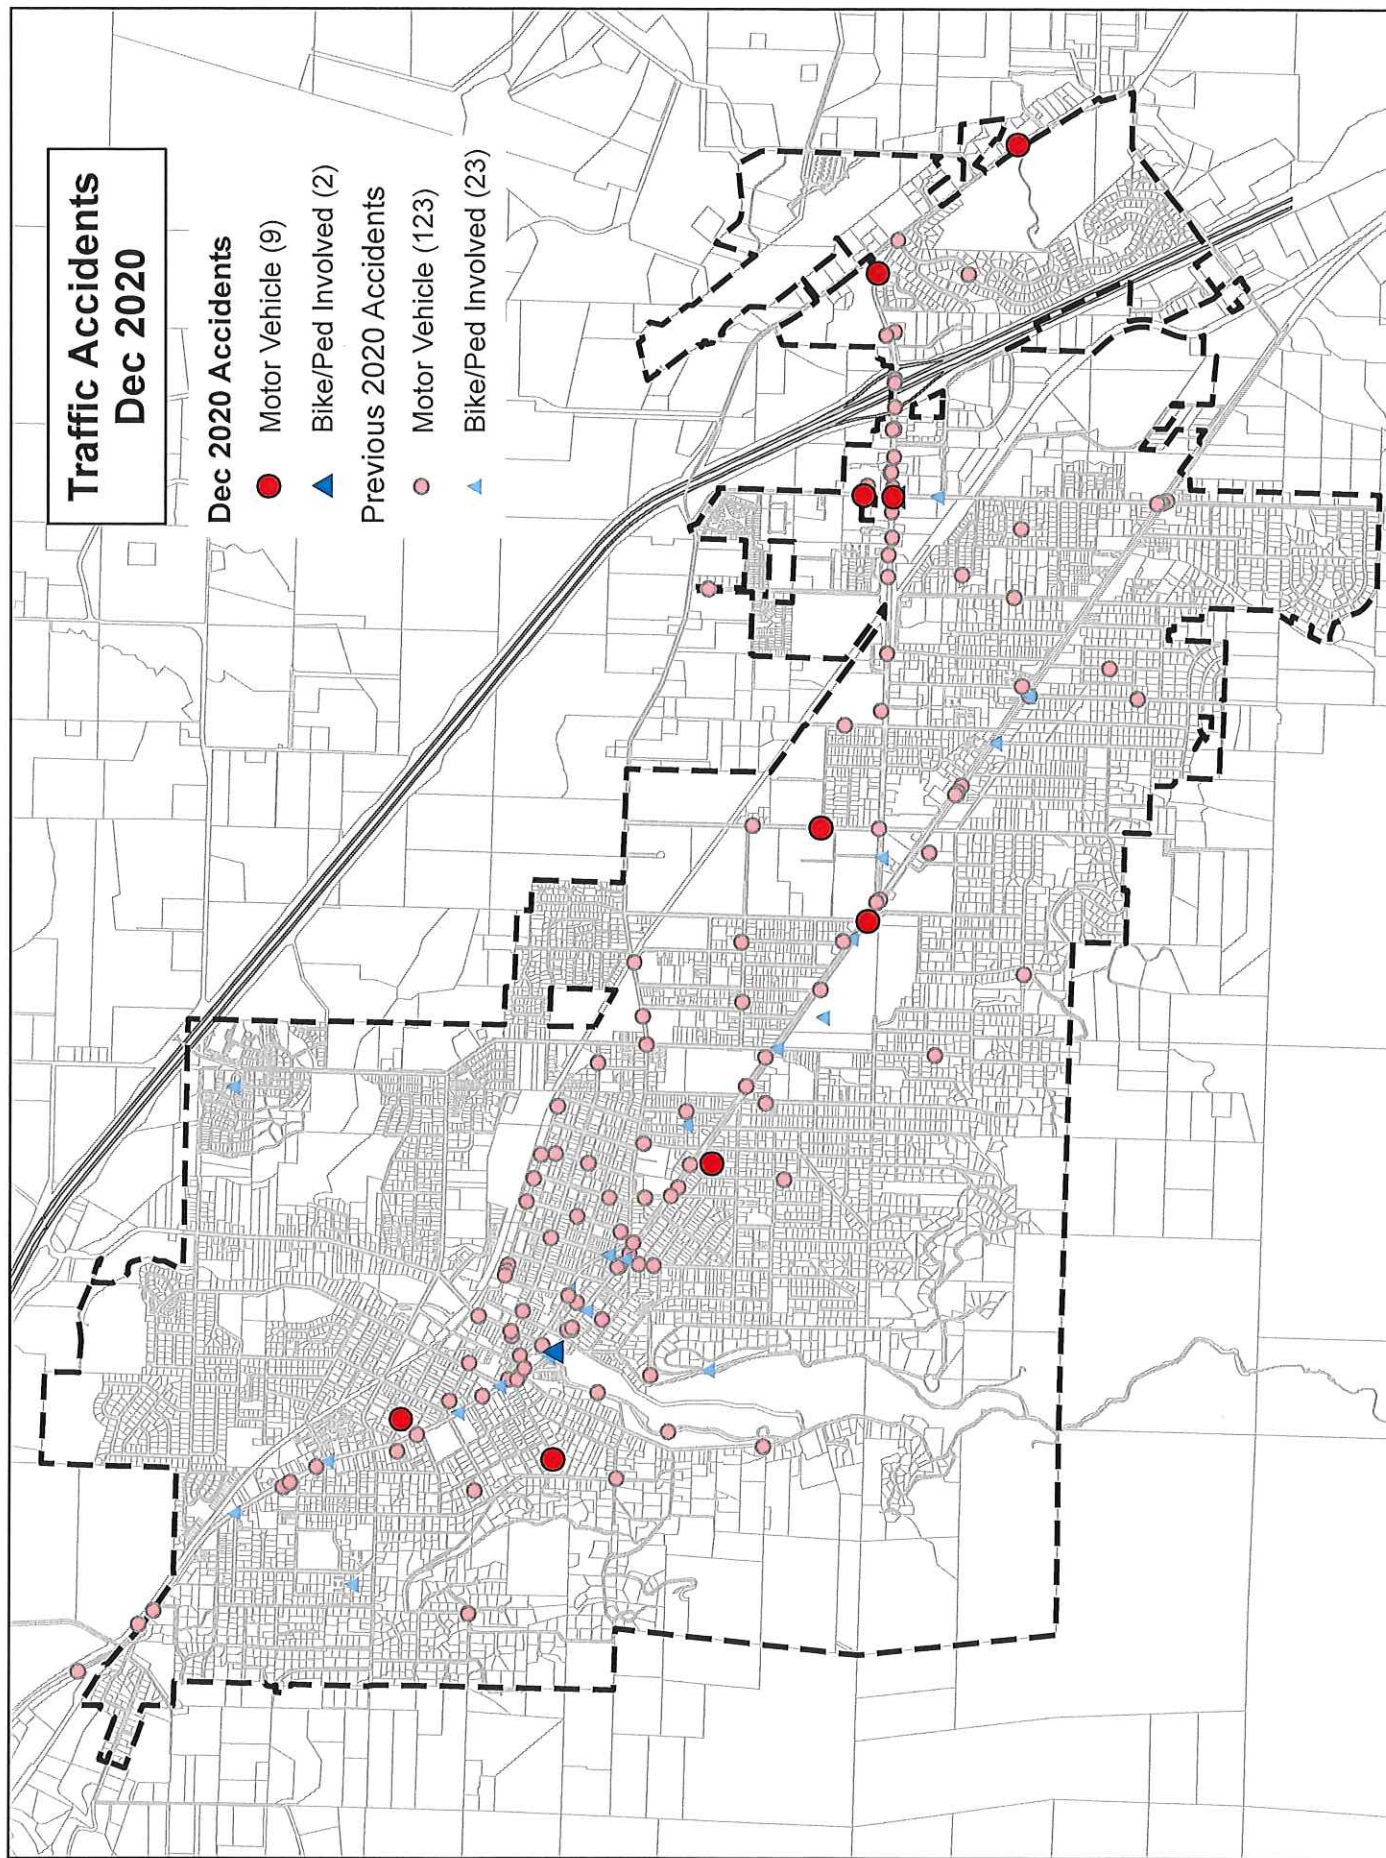 Traffic Accidents
Dec 2020
Dec 2020 Accidents
Motor Vehicle (9)
Bike/Ped Involved (2)
Previous 2020 Accidents
Motor Vehicle (123)
Bike/Ped Involved (23)